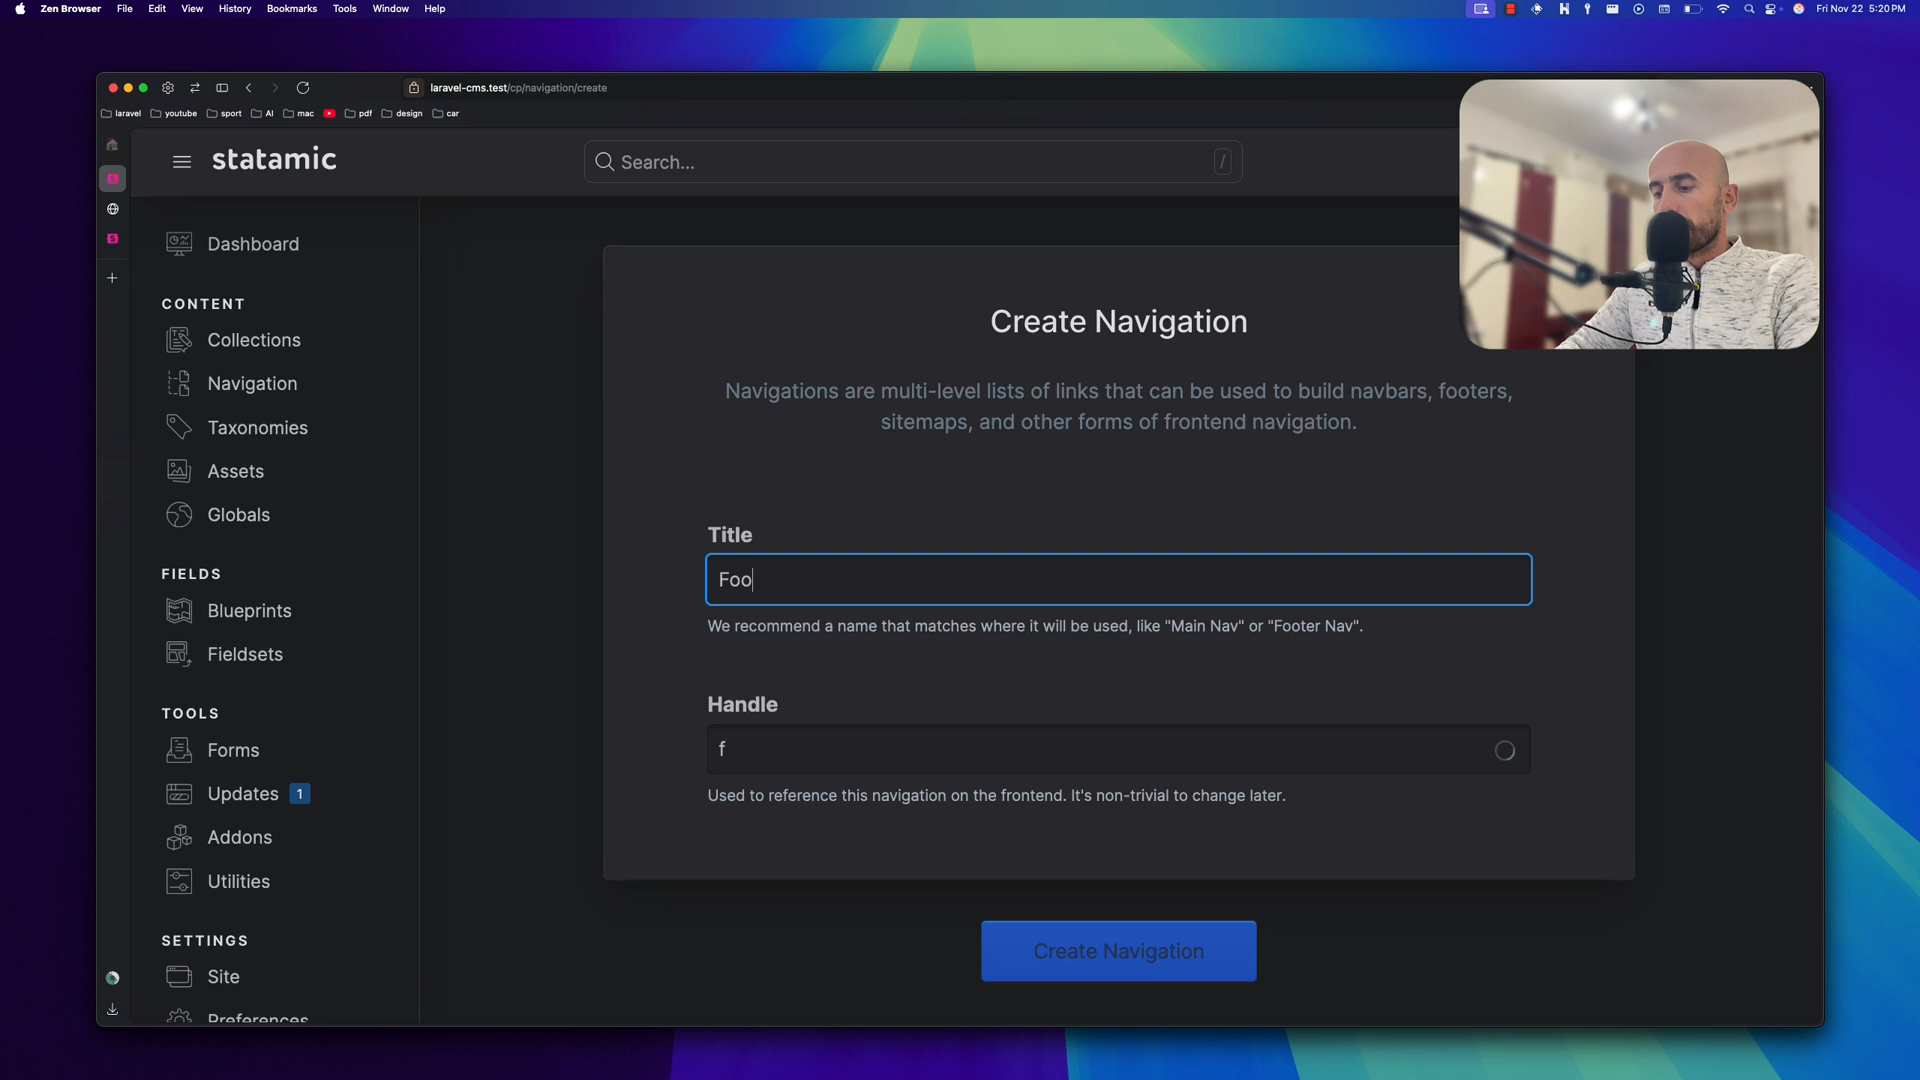 Zen Browser File Edit View History Bookmarks Tools Window Help
Fri Nov 22 5:20 PM
laravel-cms.test/cp/navigation/create
laravel youtube sport AI mac pdf design car
statamic
Search...
/
Dashboard
CONTENT
Collections
Navigation
Taxonomies
Assets
Globals
FIELDS
Blueprints
Fieldsets
TOOLS
Forms
Updates 1
Addons
Utilities
SETTINGS
Site
Preferences
Create Navigation
Navigations are multi-level lists of links that can be used to build navbars, footers,
sitemaps, and other forms of frontend navigation.
Title
Foo
We recommend a name that matches where it will be used, like "Main Nav" or "Footer Nav".
Handle
f
Used to reference this navigation on the frontend. It's non-trivial to change later.
Create Navigation